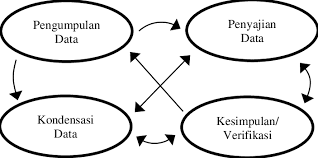 Pengumpulan
Data
Penyajian
Data
Kondensasi
Data
Kesimpulan/
Verifikasi